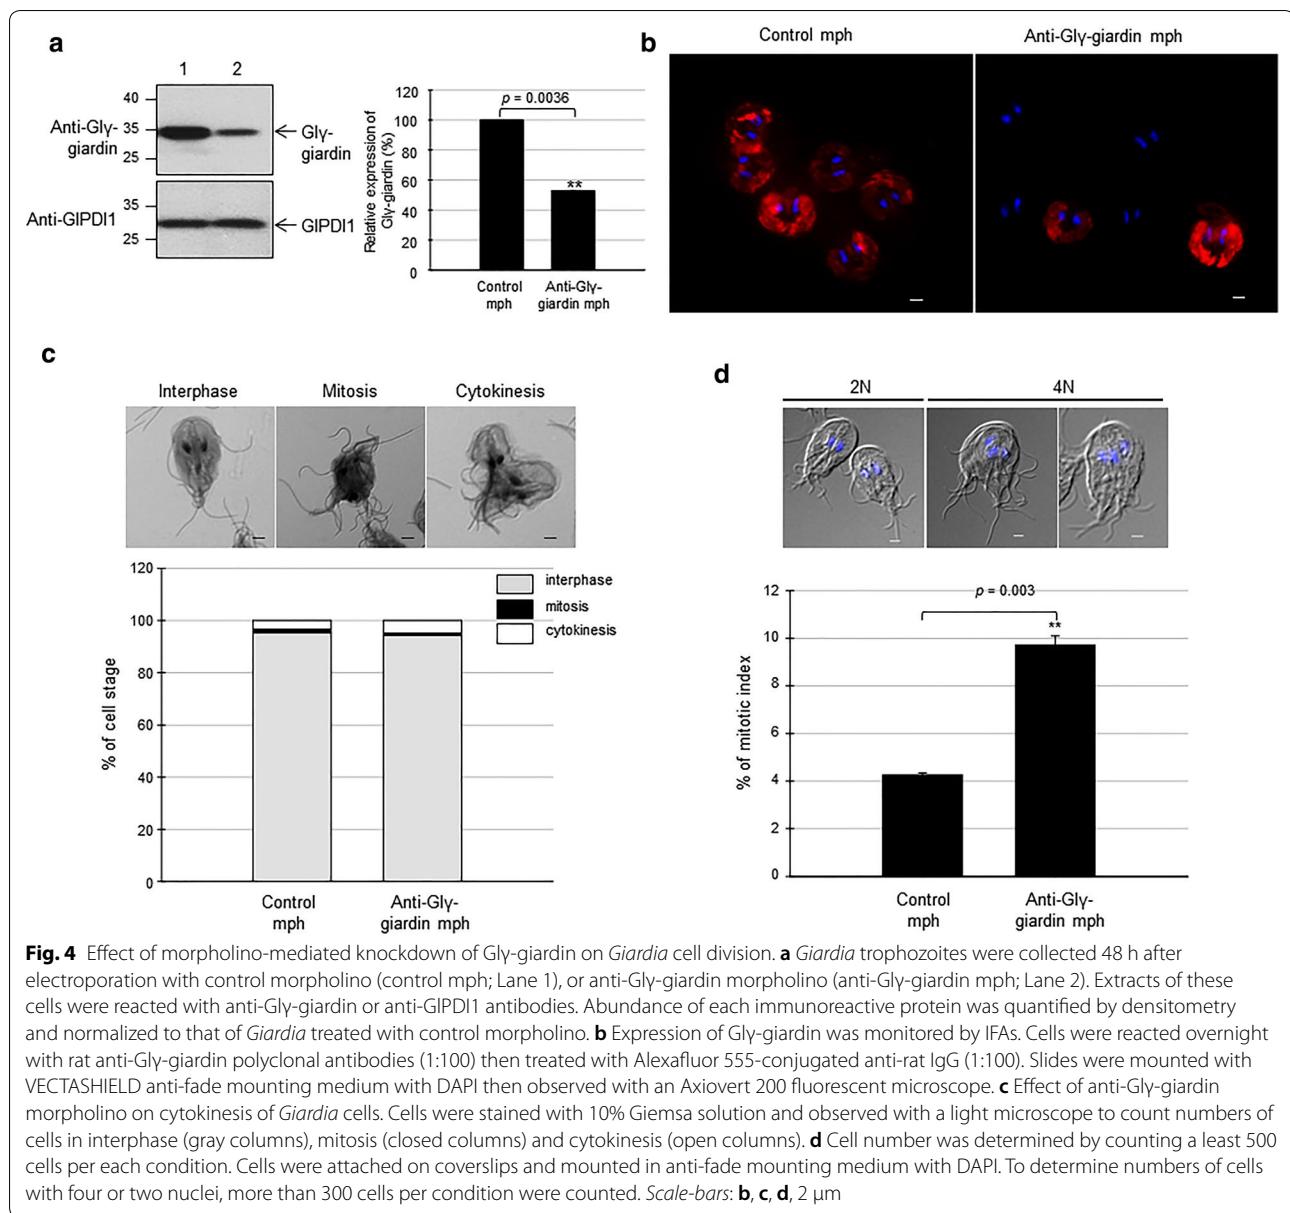 a
1 2
40
35
25
Anti-Glγ-
giardin
Glγ-
giardin
35
25
Anti-GlPDI1
GlPDI1
Relative expression of
Glγ-giardin (%)
120
100
80
60
40
20
0
p = 0.0036
**
Control
mph
Anti-Glγ-
giardin mph
b
Control mph
Anti-Glγ-giardin mph
c
Interphase
Mitosis
Cytokinesis
% of cell stage
120
100
80
60
40
20
0
interphase
mitosis
cytokinesis
Control
mph
Anti-Glγ-
giardin mph
d
2N
4N
% of mitotic index
12
10
8
6
4
2
0
p = 0.003
**
Control
mph
Anti-Glγ-
giardin mph
Fig. 4 Effect of morpholino-mediated knockdown of Glγ-giardin on Giardia cell division. a Giardia trophozoites were collected 48 h after
electroporation with control morpholino (control mph; Lane 1), or anti-Glγ-giardin morpholino (anti-Glγ-giardin mph; Lane 2). Extracts of these
cells were reacted with anti-Glγ-giardin or anti-GlPDI1 antibodies. Abundance of each immunoreactive protein was quantified by densitometry
and normalized to that of Giardia treated with control morpholino. b Expression of Glγ-giardin was monitored by IFAs. Cells were reacted overnight
with rat anti-Glγ-giardin polyclonal antibodies (1:100) then treated with Alexafluor 555-conjugated anti-rat IgG (1:100). Slides were mounted with
VECTASHIELD anti-fade mounting medium with DAPI then observed with an Axiovert 200 fluorescent microscope. c Effect of anti-Glγ-giardin
morpholino on cytokinesis of Giardia cells. Cells were stained with 10% Giemsa solution and observed with a light microscope to count numbers of
cells in interphase (gray columns), mitosis (closed columns) and cytokinesis (open columns). d Cell number was determined by counting a least 500
cells per each condition. Cells were attached on coverslips and mounted in anti-fade mounting medium with DAPI. To determine numbers of cells
with four or two nuclei, more than 300 cells per condition were counted. Scale-bars: b, c, d, 2 μm